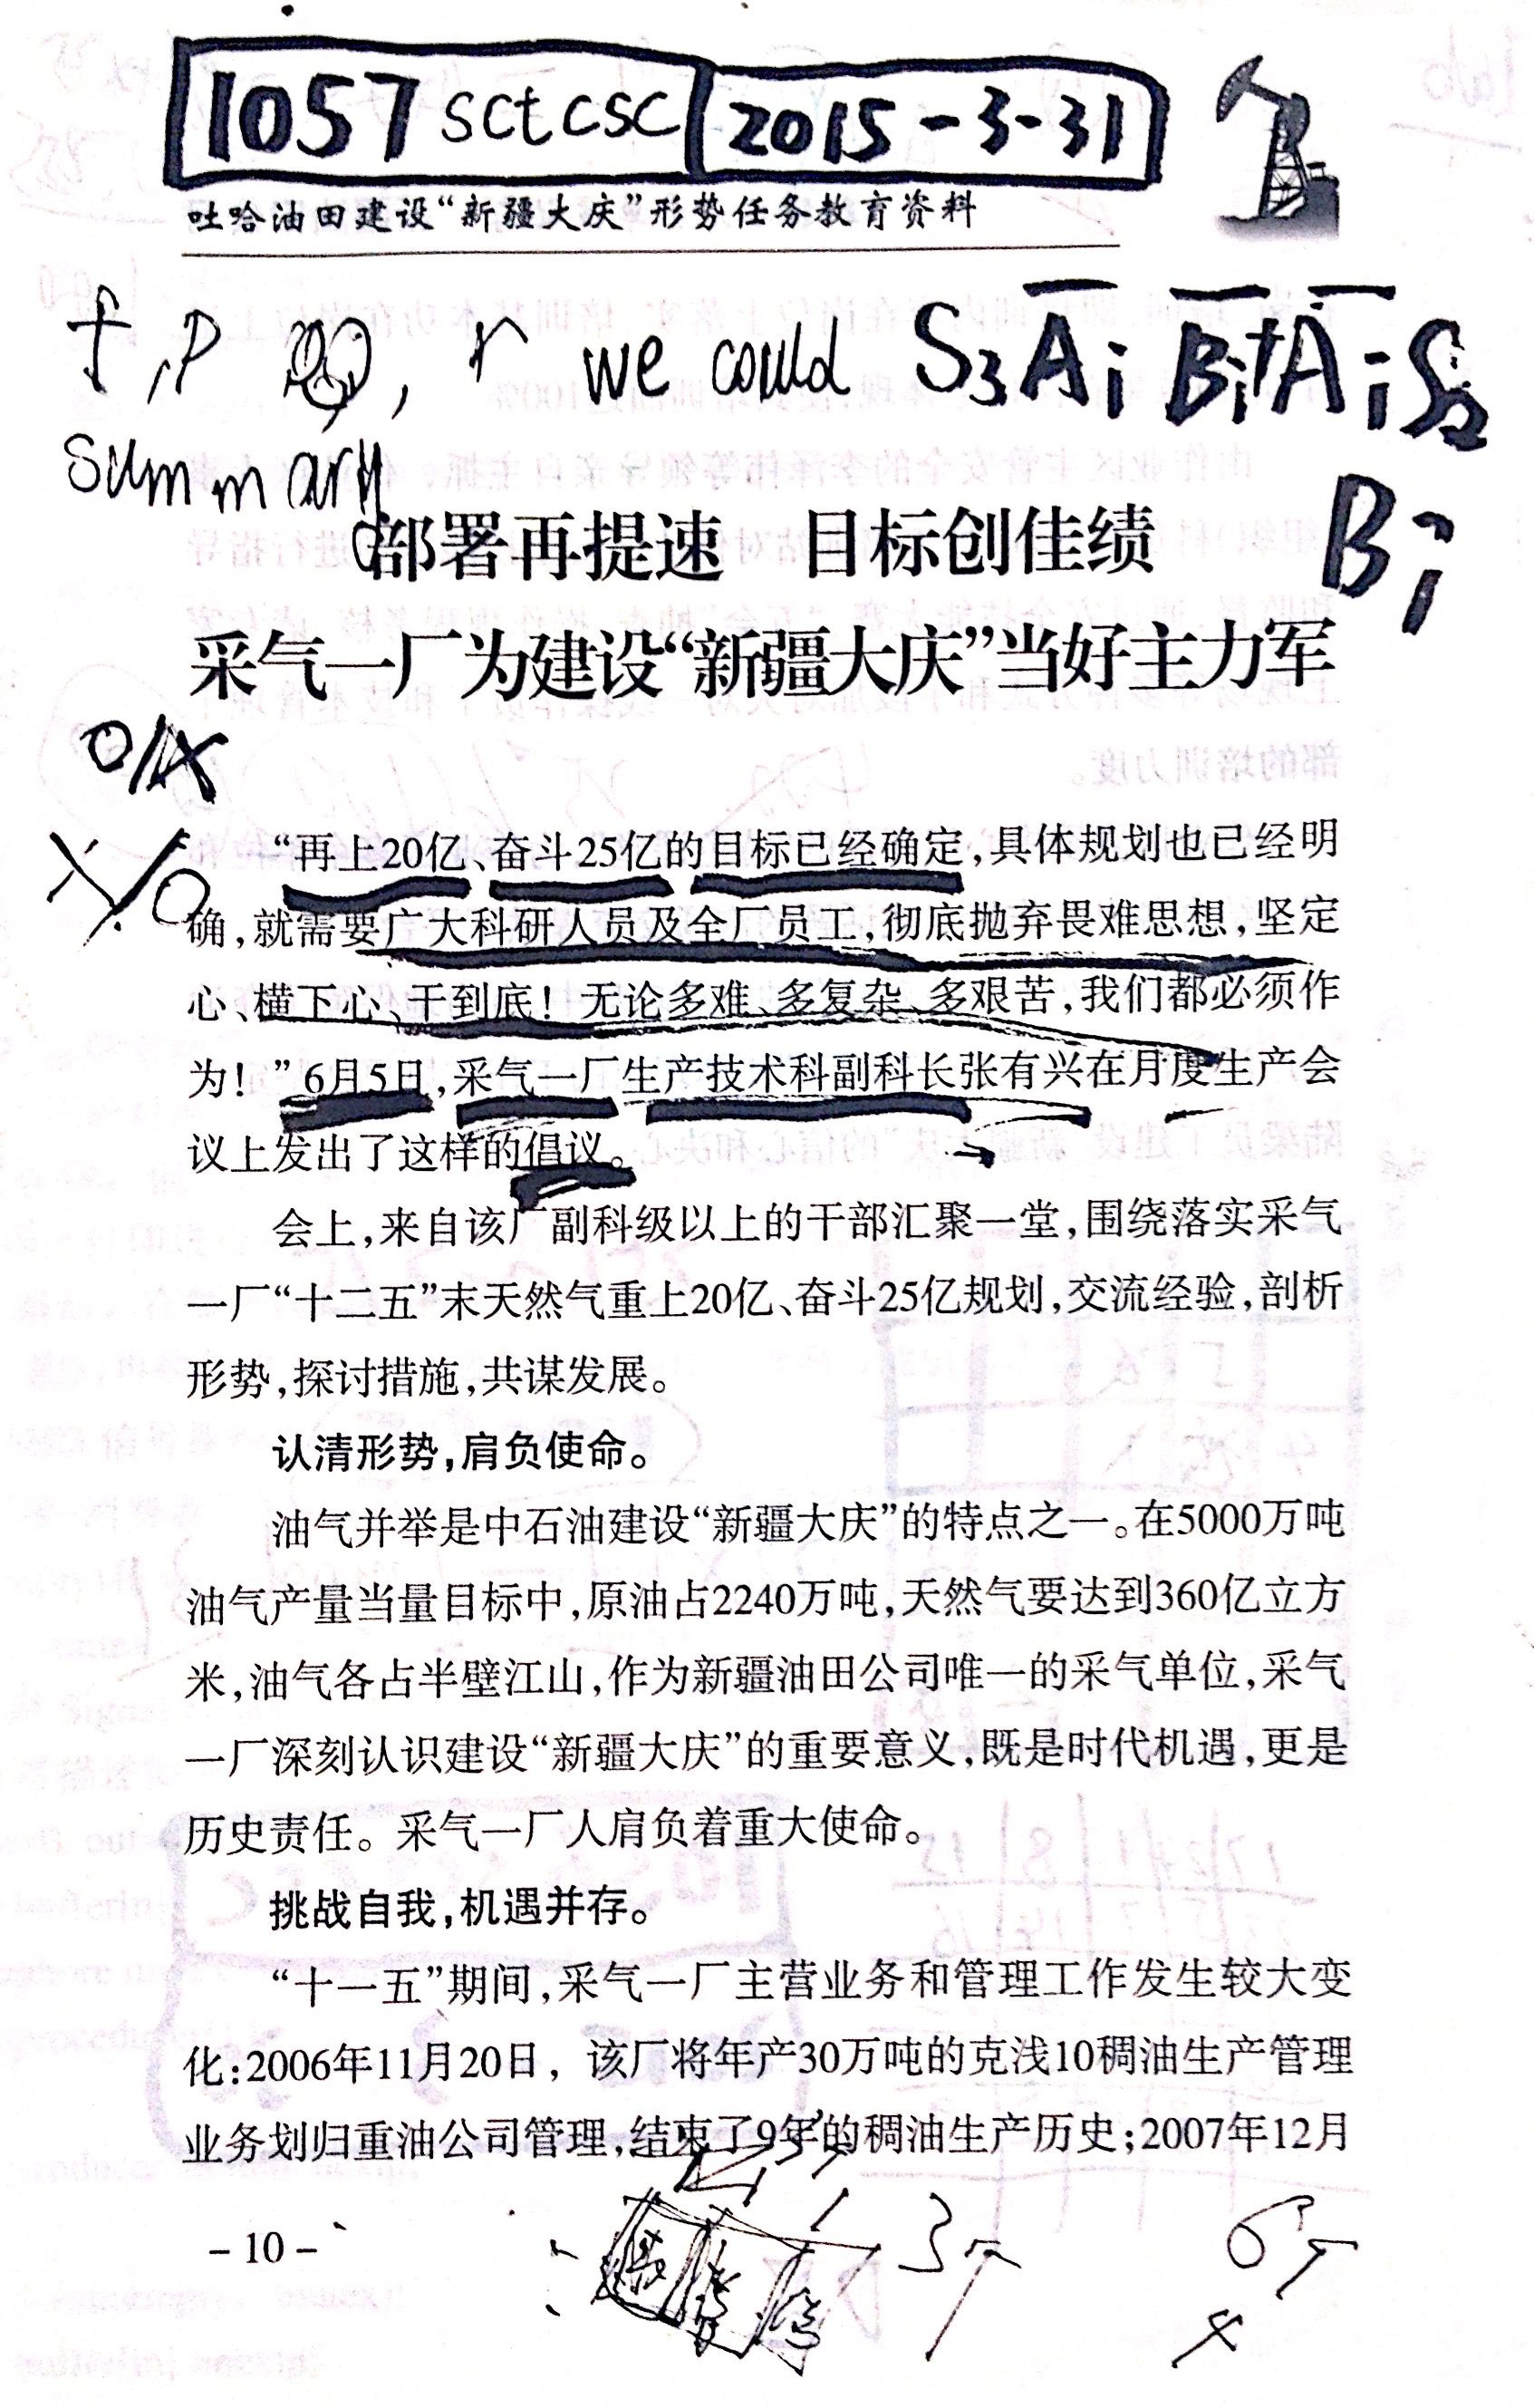 1057 sctcsc 2015-3-31
吐哈油田建设“新疆大庆”形势任务教育资料
we could S3Ai Bi+AiS2
summary
Bi
部署再提速 目标创佳绩
采气一厂为建设“新疆大庆”当好主力军
“再上20亿、奋斗25亿的目标已经确定,具体规划也已经明
确,就需要广大科研人员及全厂员工,彻底抛弃畏难思想,坚定
心、横下心、干到底!无论多难、多复杂、多艰苦,我们都必须作
为!”6月5日,采气一厂生产技术科副科长张有兴在月度生产会
议上发出了这样的倡议。
会上,来自该厂副科级以上的干部汇聚一堂,围绕落实采气
一厂“十二五”末天然气重上20亿、奋斗25亿规划,交流经验,剖析
形势,探讨措施,共谋发展。
认清形势,肩负使命。
油气并举是中石油建设“新疆大庆”的特点之一。在5000万吨
油气产量当量目标中,原油占2240万吨,天然气要达到360亿立方
米,油气各占半壁江山,作为新疆油田公司唯一的采气单位,采气
一厂深刻认识建设“新疆大庆”的重要意义,既是时代机遇,更是
历史责任。采气一厂人肩负着重大使命。
挑战自我,机遇并存。
“十一五”期间,采气一厂主营业务和管理工作发生较大变
化:2006年11月20日,该厂将年产30万吨的克浅10稠油生产管理
业务划归重油公司管理,结束了9年的稠油生产历史;2007年12月
-10-